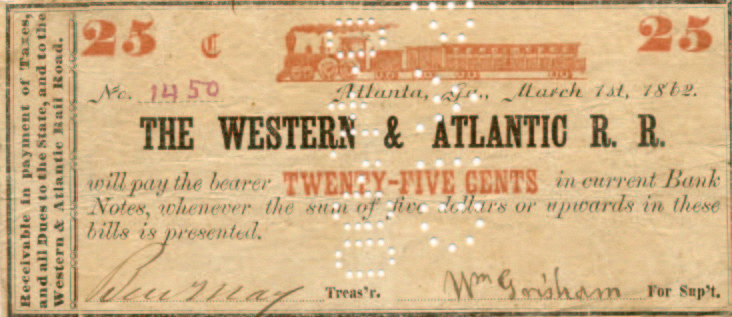 Receivable in payment of Taxes,
and all Dues to the State, and to the
Western & Atlantic Rail Road.
25 C 25
No. 1450 Atlanta, Ga., March 1st, 1862.
THE WESTERN & ATLANTIC R. R.
will pay the bearer TWENTY-FIVE CENTS in current Bank
Notes, whenever the sum of five dollars or upwards in these
bills is presented.
Ben May Treas'r. Wm Grisham For Sup't.